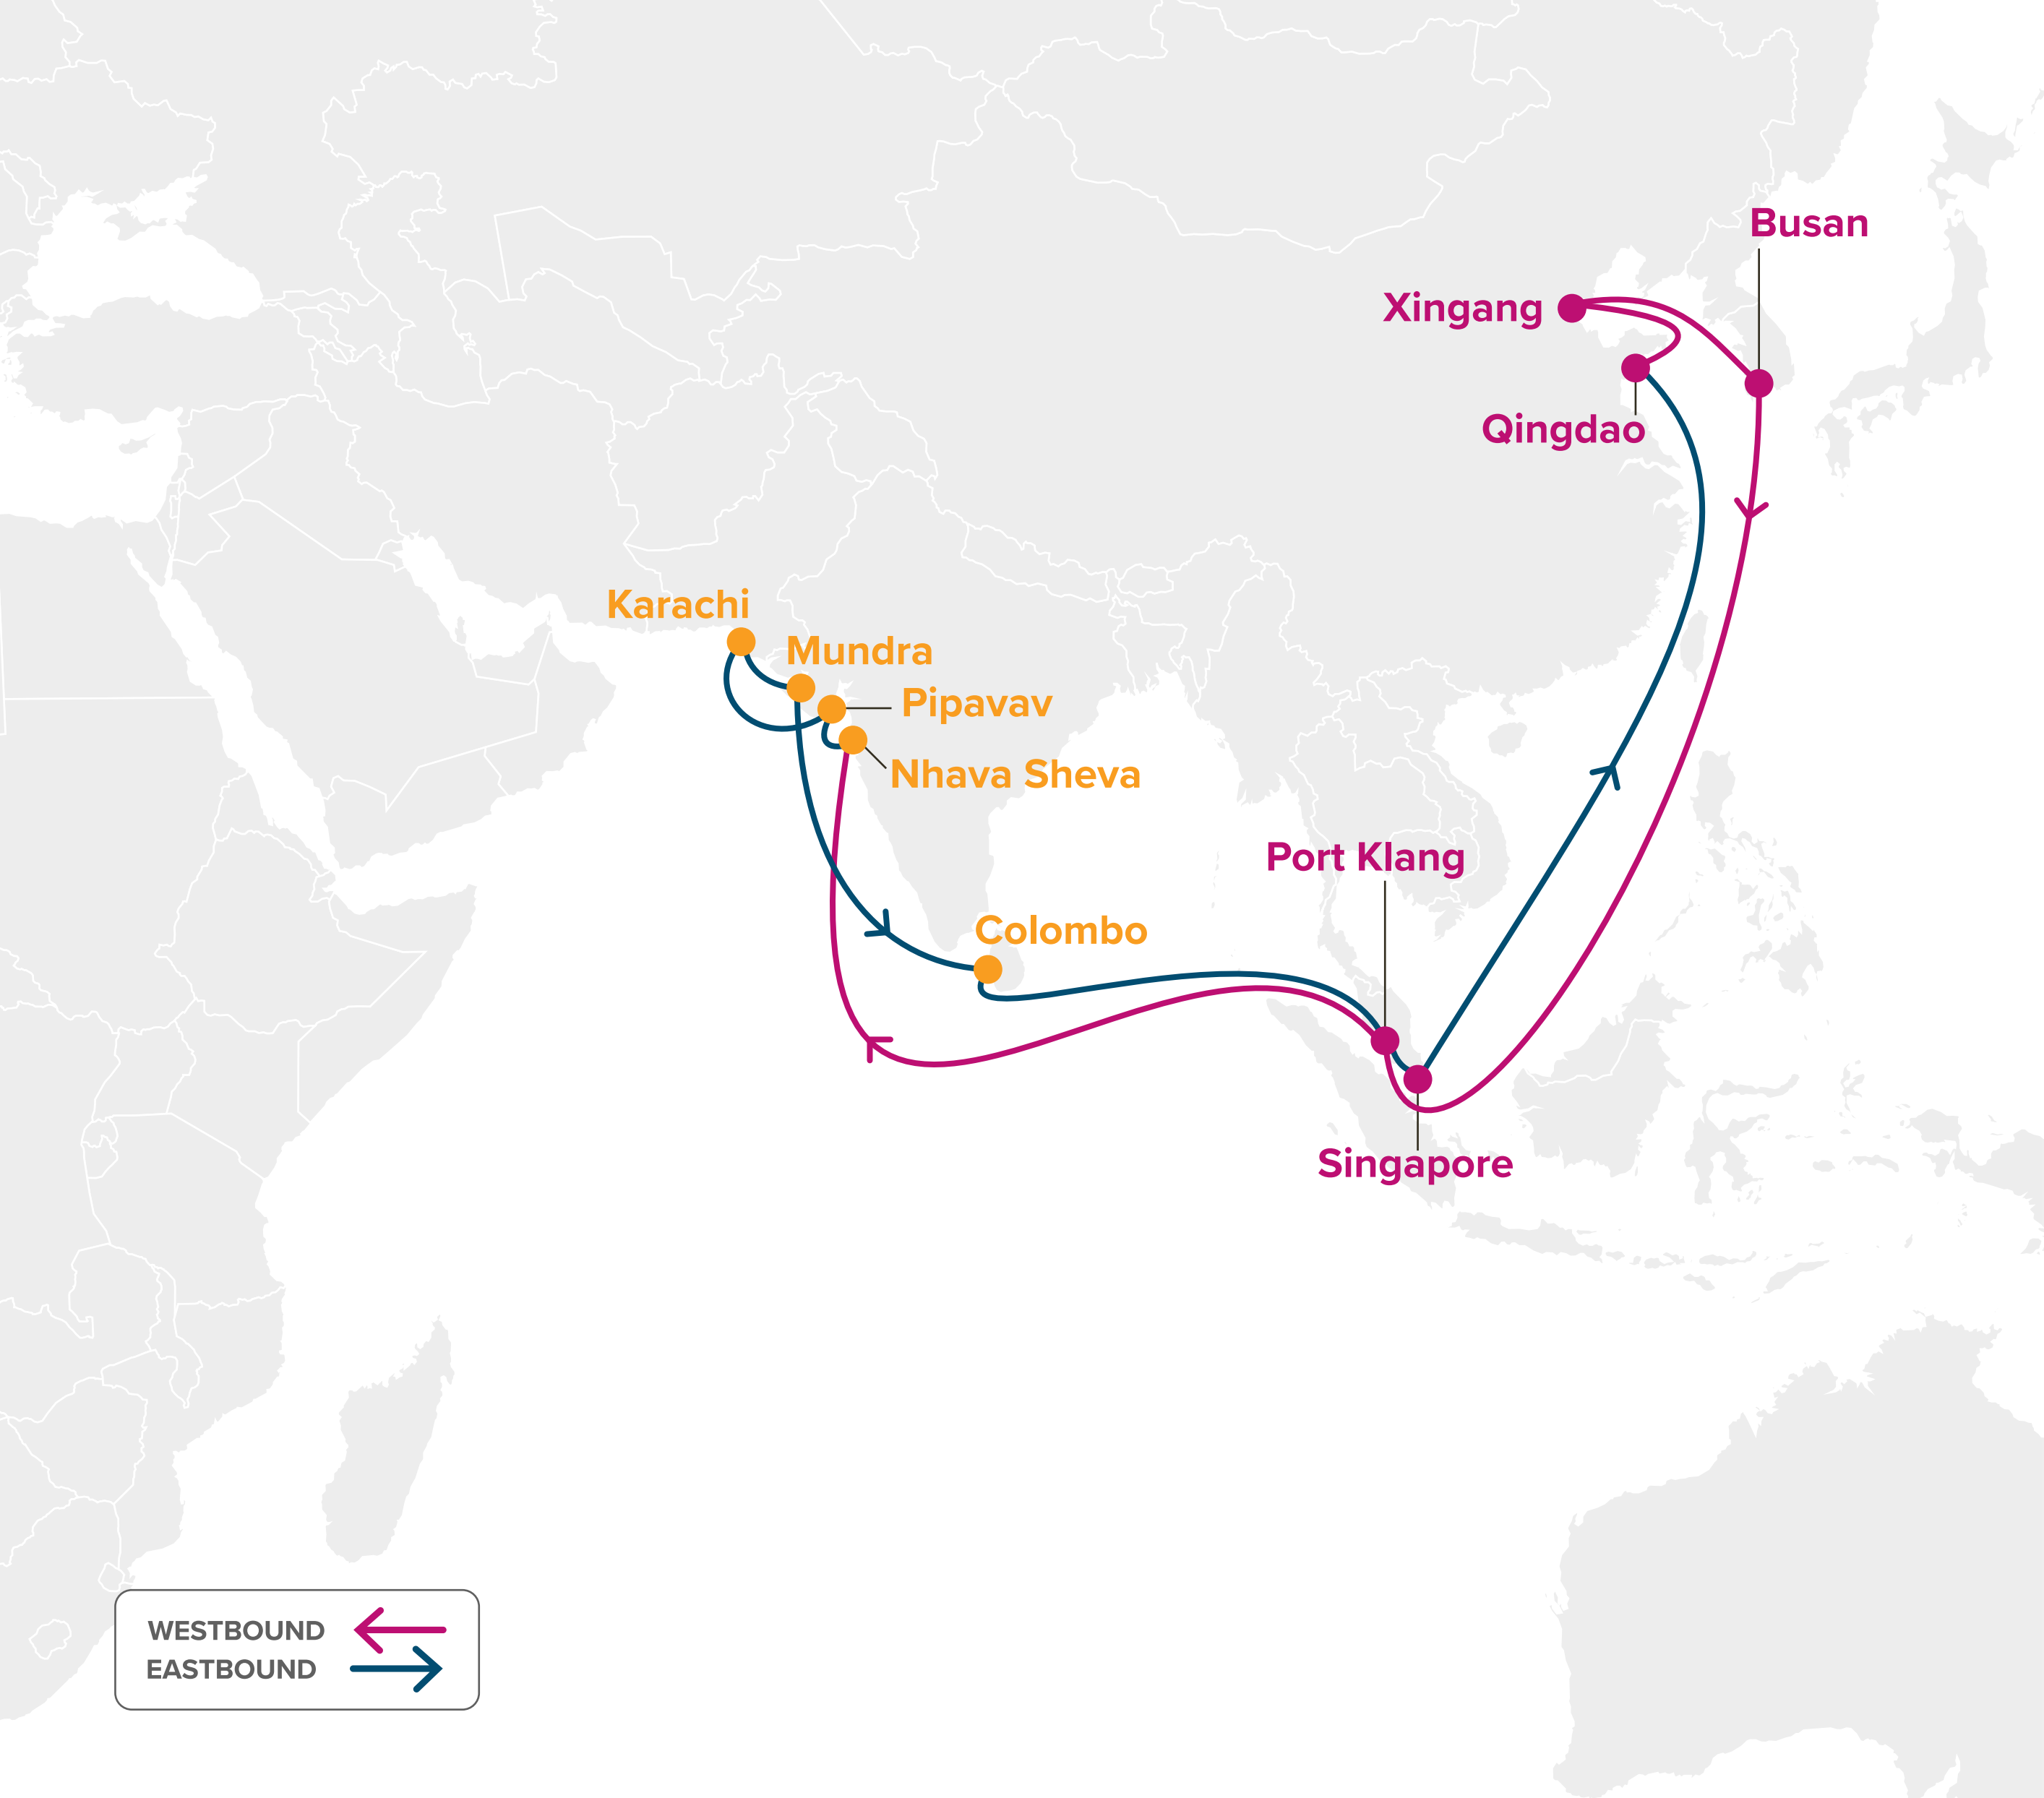 Busan
Xingang
Qingdao
Karachi
Mundra
Pipavav
Nhava Sheva
Port Klang
Colombo
Singapore
WESTBOUND
EASTBOUND